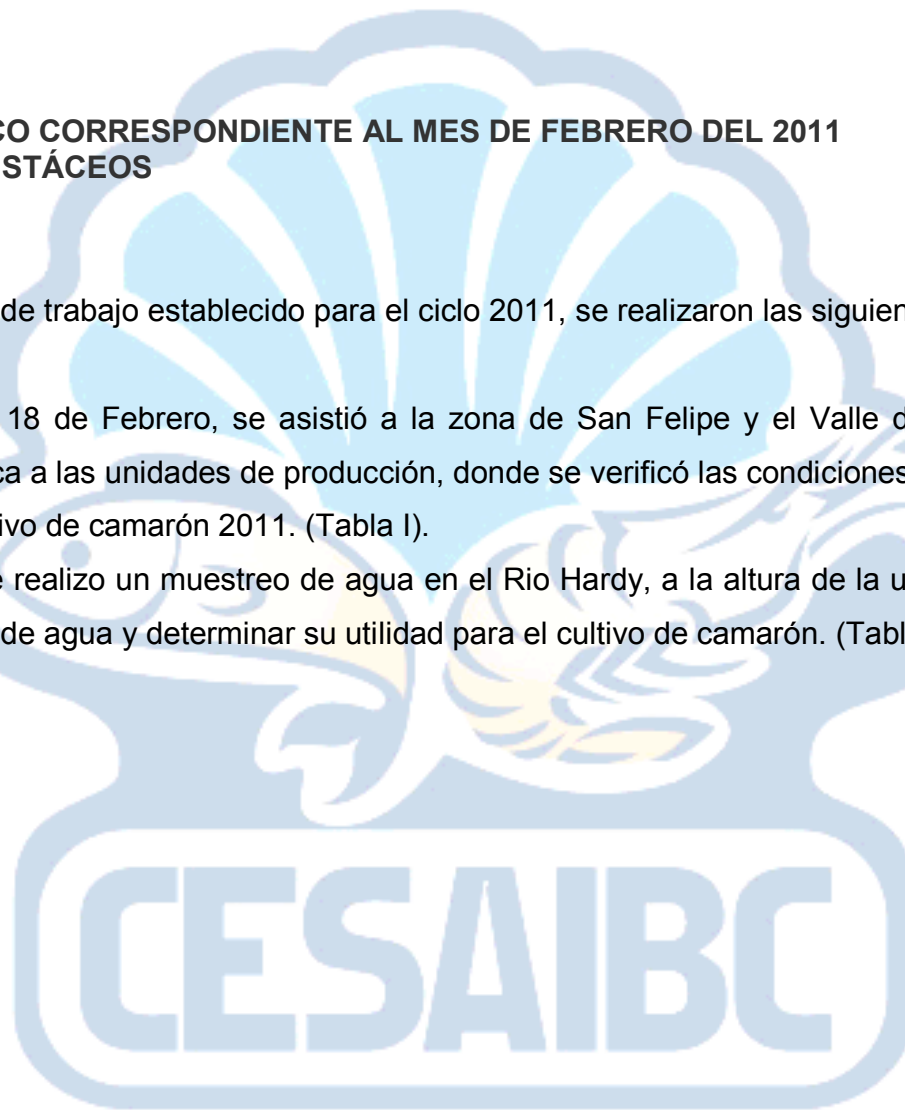 CO CORRESPONDIENTE AL MES DE FEBRERO DEL 2011
STÁCEOS
de trabajo establecido para el ciclo 2011, se realizaron las siguien
18 de Febrero, se asistió a la zona de San Felipe y el Valle d
ca a las unidades de producción, donde se verificó las condiciones
ivo de camarón 2011. (Tabla I).
e realizo un muestreo de agua en el Rio Hardy, a la altura de la u
de agua y determinar su utilidad para el cultivo de camarón. (Tabl
CESAIBC